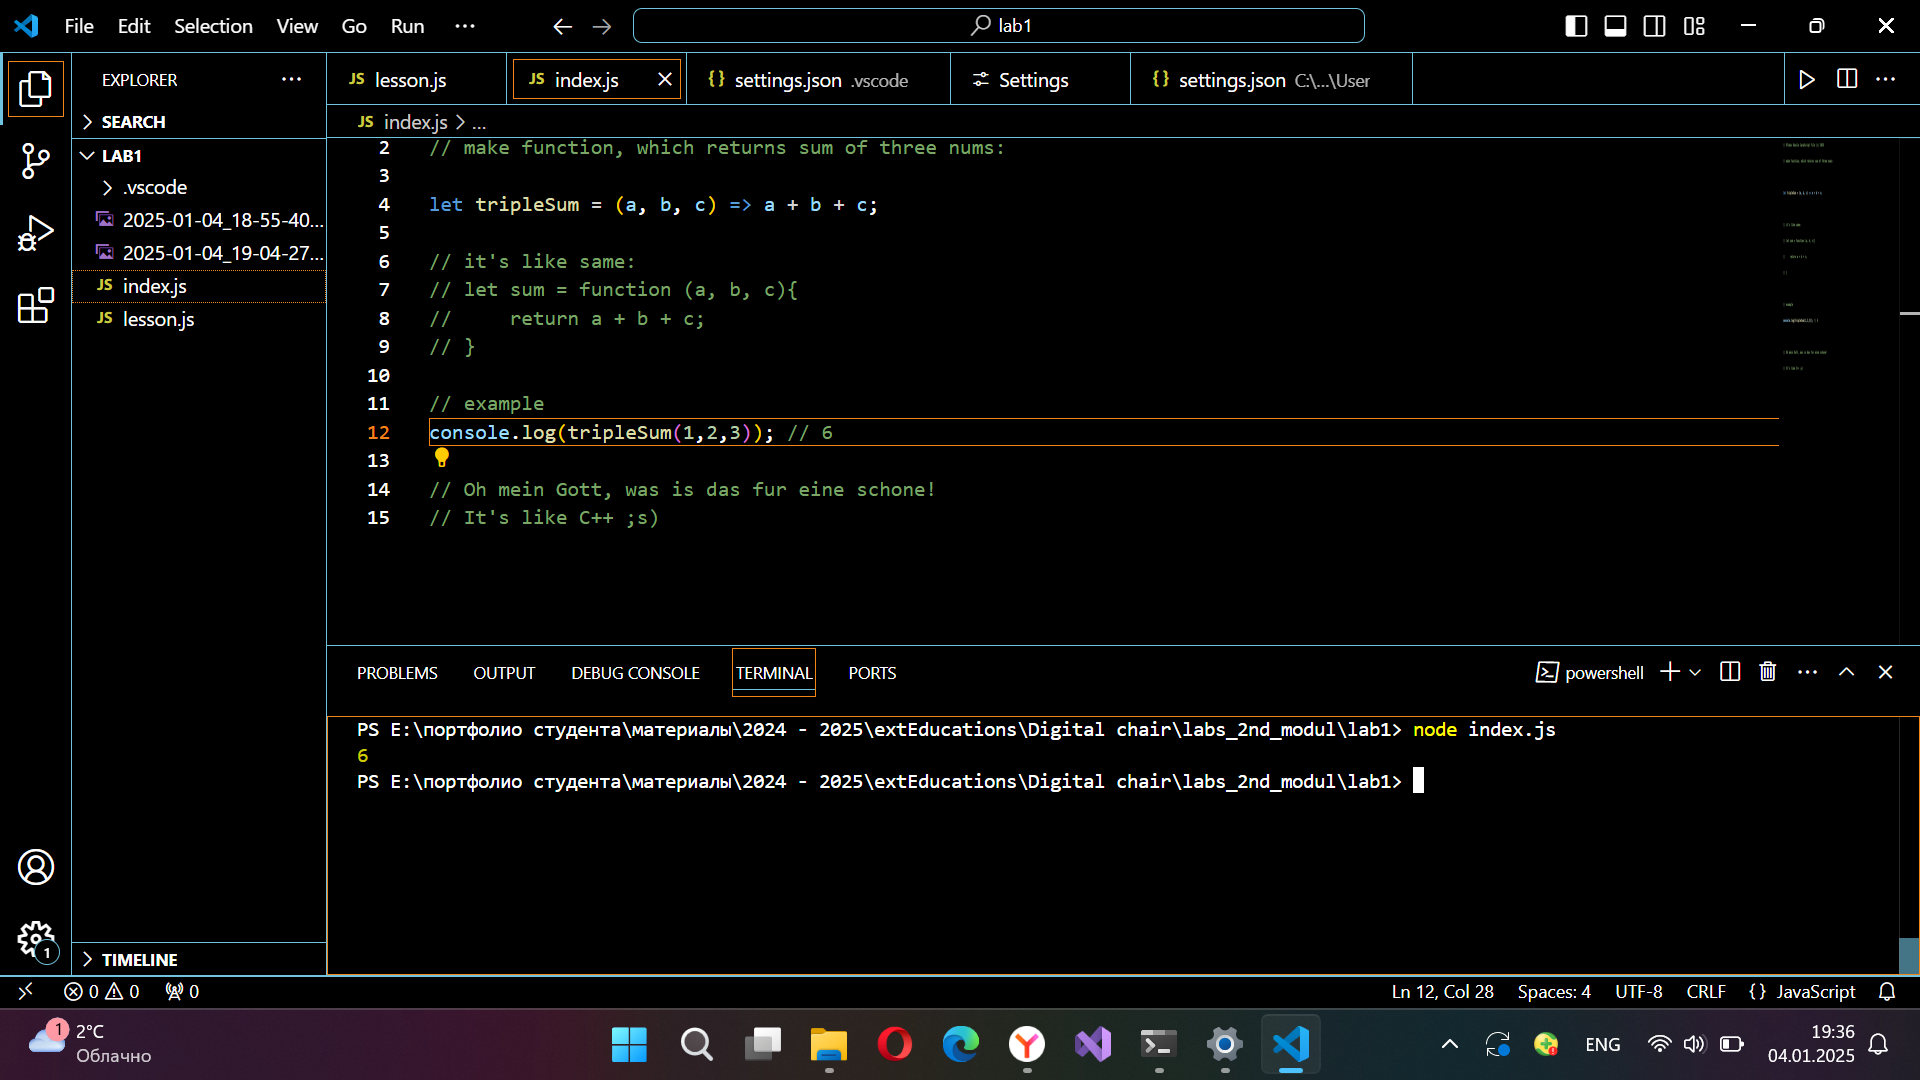 File Edit Selection View Go Run ··· lab1
EXPLORER ···
SEARCH
LAB1
.vscode
2025-01-04_18-55-40...
2025-01-04_19-04-27...
JS index.js
JS lesson.js
TIMELINE
JS lesson.js JS index.js {} settings.json .vscode Settings {} settings.json C:\...\User
JS index.js > ...
2 // make function, which returns sum of three nums:
3
4 let tripleSum = (a, b, c) => a + b + c;
5
6 // it's like same:
7 // let sum = function (a, b, c){
8 //     return a + b + c;
9 // }
10
11 // example
12 console.log(tripleSum(1,2,3)); // 6
13
14 // Oh mein Gott, was is das fur eine schone!
15 // It's like C++ ;s)
PROBLEMS OUTPUT DEBUG CONSOLE TERMINAL PORTS powershell
PS E:\портфолио студента\материалы\2024 - 2025\extEducations\Digital chair\labs_2nd_modul\lab1> node index.js
6
PS E:\портфолио студента\материалы\2024 - 2025\extEducations\Digital chair\labs_2nd_modul\lab1>
1
0 0 0 Ln 12, Col 28 Spaces: 4 UTF-8 CRLF {} JavaScript
1 2°C
Облачно
ENG
19:36
04.01.2025